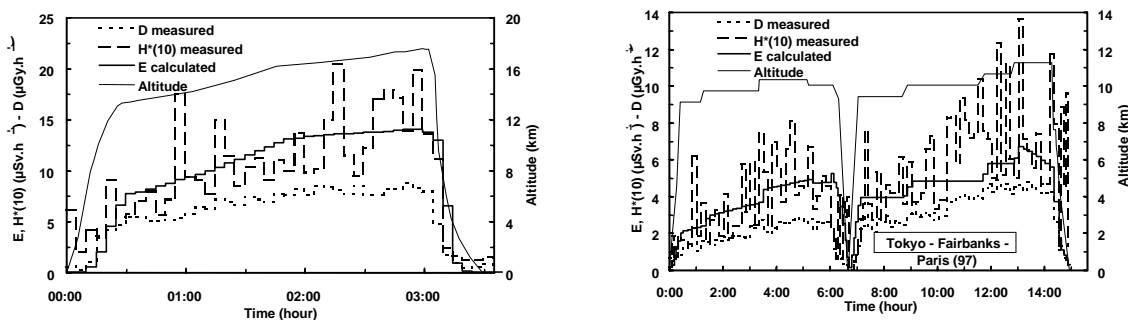 25
20
15
10
5
0
20
16
12
8
4
0
D measured
H*(10) measured
E calculated
Altitude
E, H*(10) (µSv.h⁻¹) - D (µGy.h⁻¹)
Altitude (km)
00:00
01:00
02:00
03:00
Time (hour)
14
12
10
8
6
4
2
0
14
12
10
8
6
4
2
0
D measured
H*(10) measured
E calculated
Altitude
E, H*(10) (µSv.h⁻¹) - D (µGy.h⁻¹)
Altitude (km)
Tokyo - Fairbanks -
Paris (97)
0:00
2:00
4:00
6:00
8:00
10:00
12:00
14:00
Time (hour)